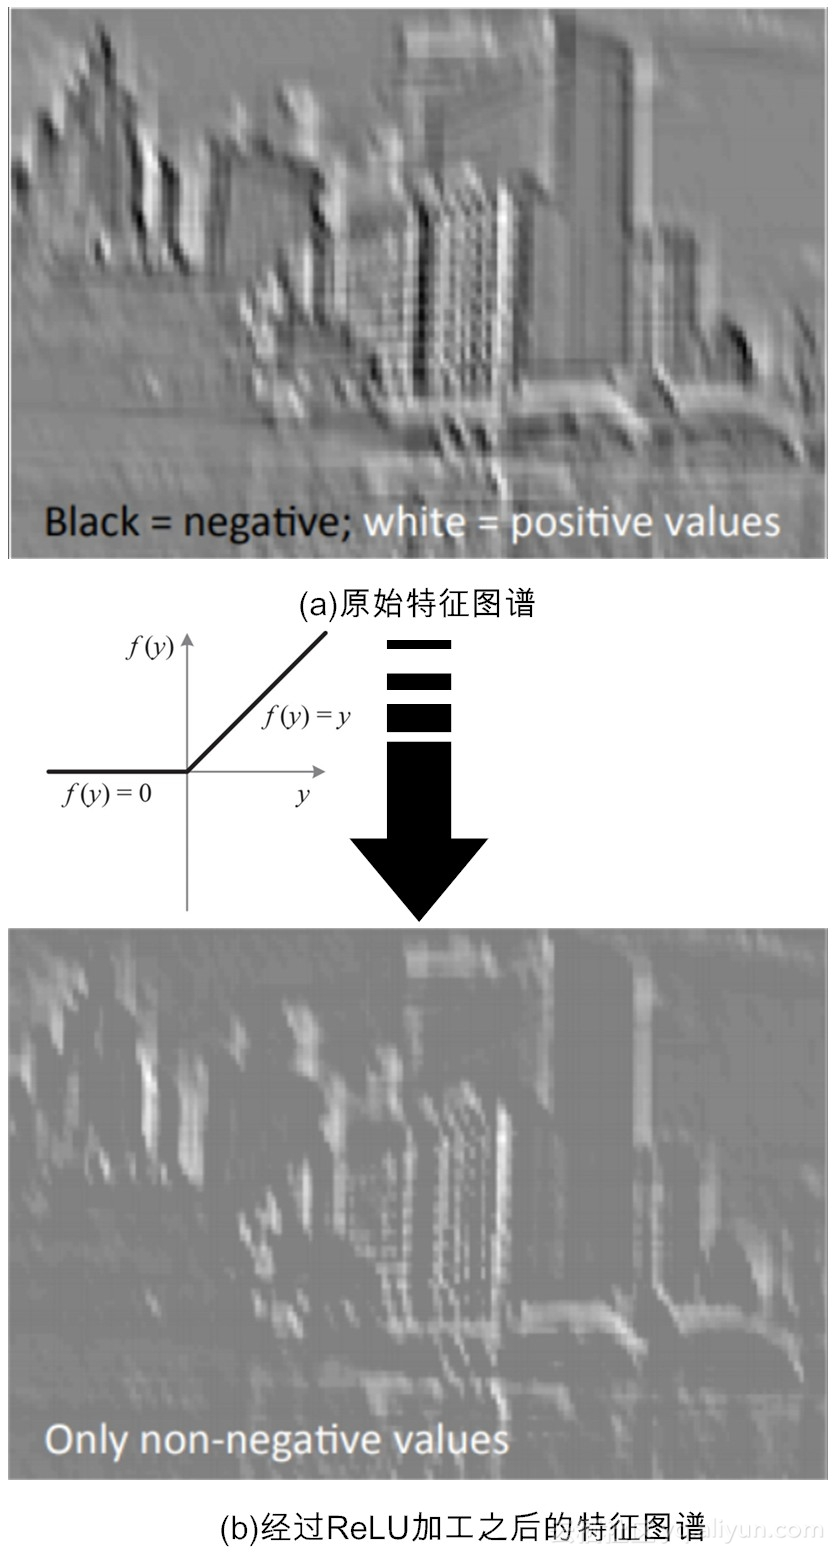 Black = negative; white = positive values
(a)原始特征图谱
f(y)
f(y) = y
f(y) = 0
y
Only non-negative values
(b)经过ReLU加工之后的特征图谱